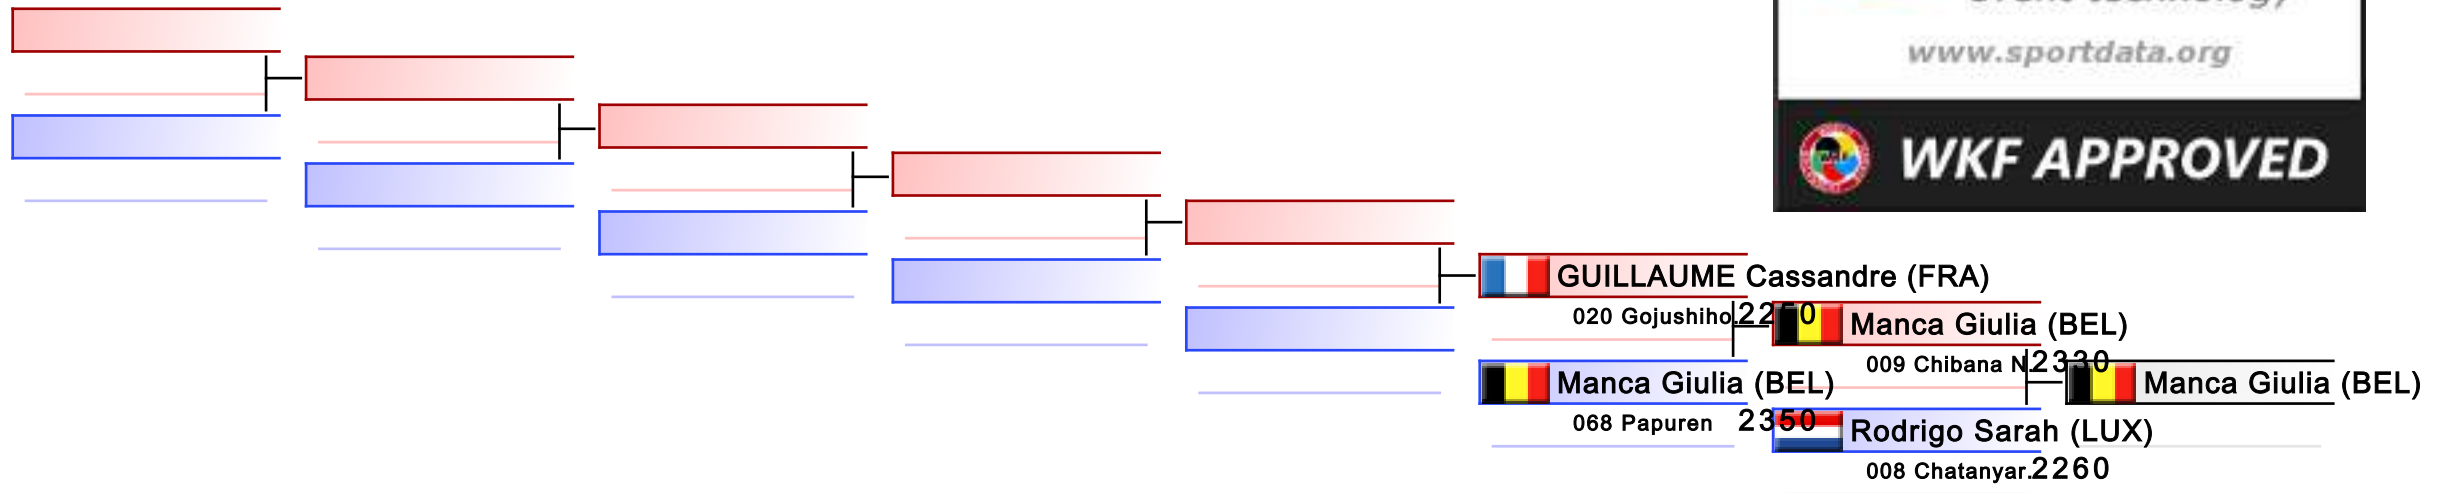 www.sportdata.org
WKF APPROVED
GUILLAUME Cassandre (FRA)
020 Gojushiho. 2250
Manca Giulia (BEL)
009 Chibana N. 2330
Manca Giulia (BEL)
068 Papuren 2350
Manca Giulia (BEL)
Rodrigo Sarah (LUX)
008 Chatanyar. 2260